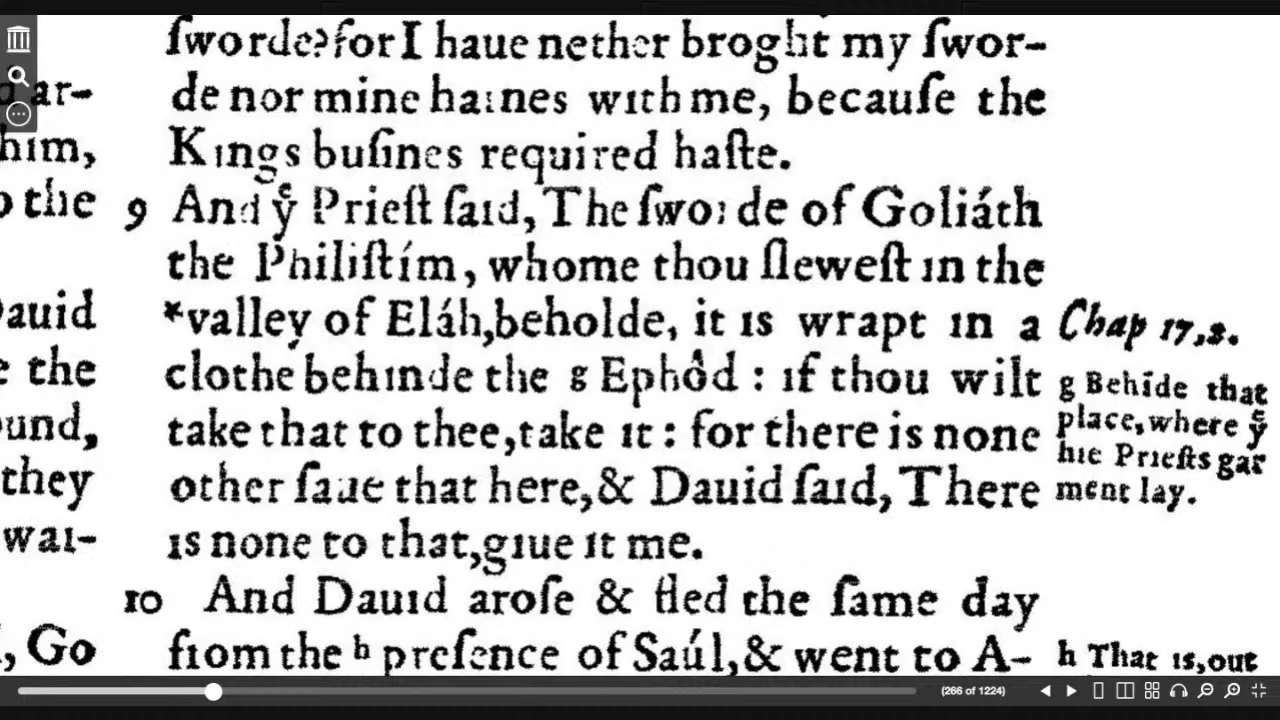 ar-
him,
o the
Dauid
e the
ound,
they
wai-
, Go
ſworde? for I haue nether broght my ſwor-
de nor mine harnes with me, becauſe the
Kings buſines required haſte.
9 And yͤ Prieſt ſaid, The ſworde of Goliáth
the Philiſtím, whome thou ſleweſt in the
*valley of Eláh, beholde, it is wrapt in a
clothe behinde the g Ephôd : if thou wilt
take that to thee, take it : for there is none
other ſaue that here, & Dauid ſaid, There
is none to that, giue it me.
10 And Dauid aroſe & fled the ſame day
from the h preſence of Saúl, & went to A-
Chap 17,2.
g Behīde that
place, where yͤ
hie Prieſts gar
ment lay.
h That is, out
(266 of 1224)